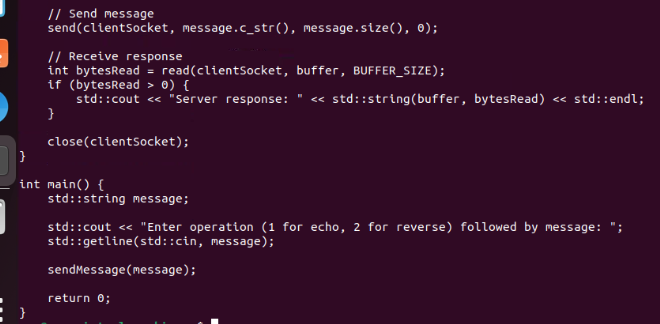 // Send message
    send(clientSocket, message.c_str(), message.size(), 0);

    // Receive response
    int bytesRead = read(clientSocket, buffer, BUFFER_SIZE);
    if (bytesRead > 0) {
        std::cout << "Server response: " << std::string(buffer, bytesRead) << std::endl;
    }

    close(clientSocket);
}

int main() {
    std::string message;

    std::cout << "Enter operation (1 for echo, 2 for reverse) followed by message: ";
    std::getline(std::cin, message);

    sendMessage(message);

    return 0;
}